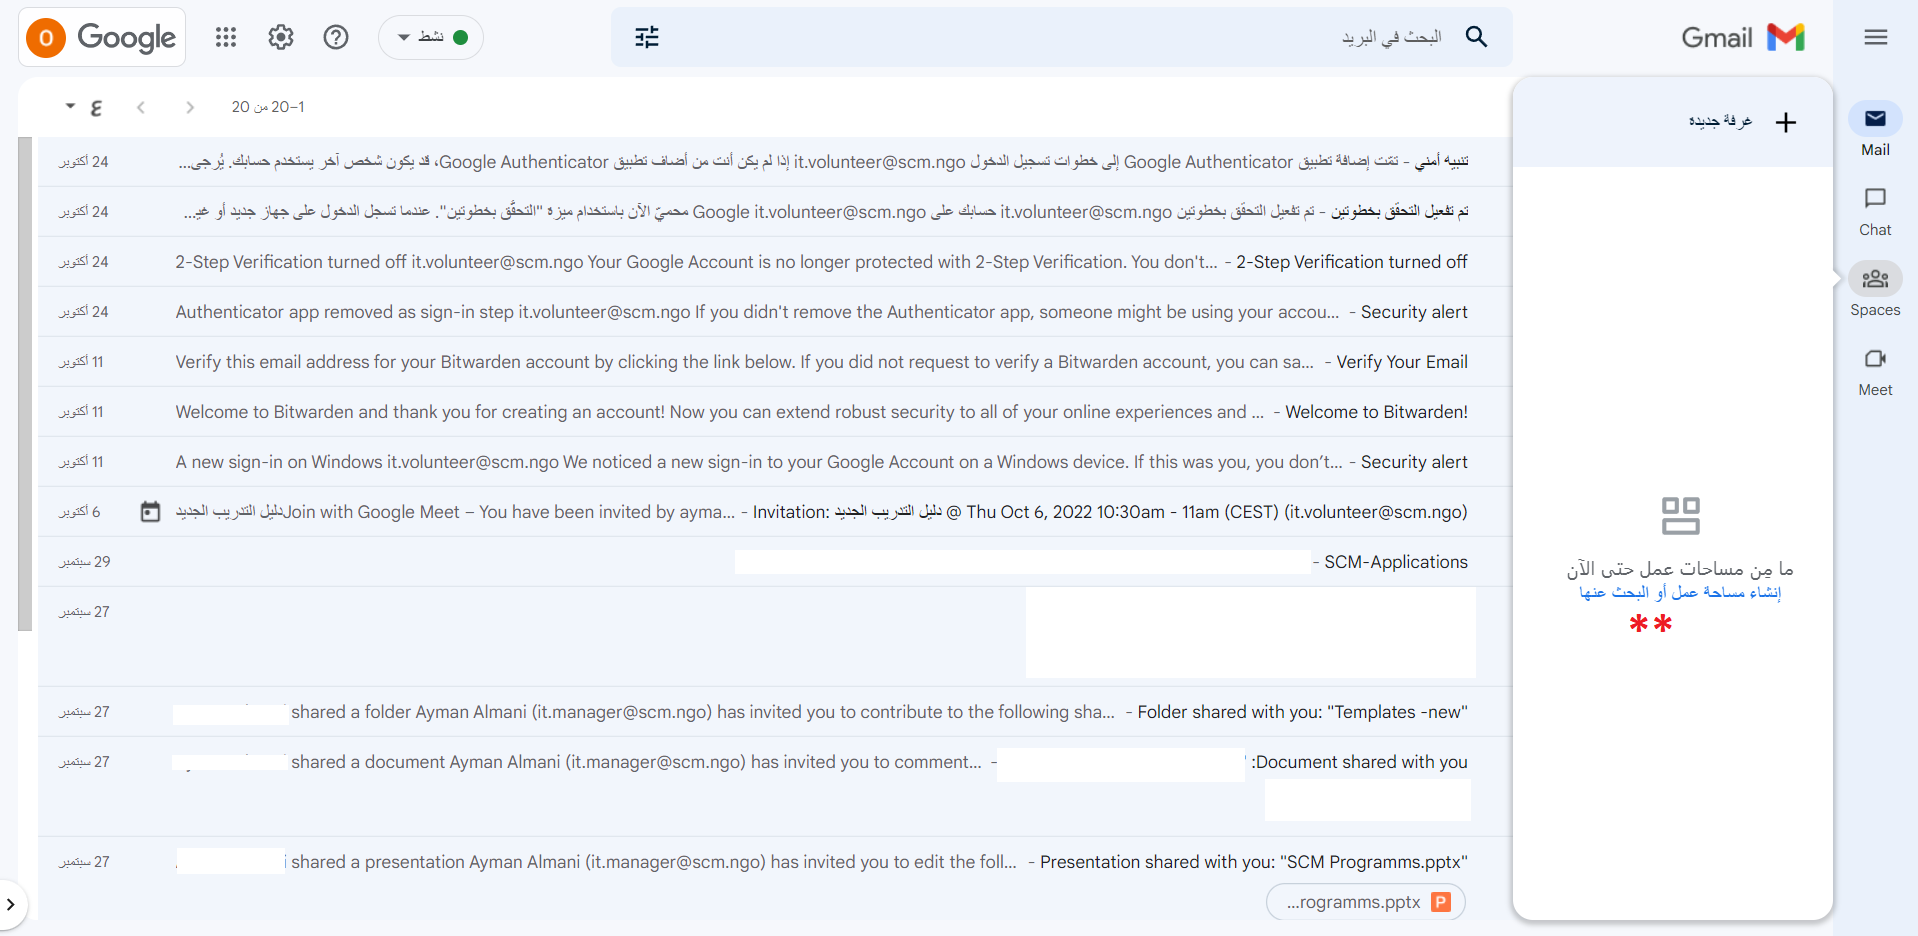 Gmail
البحث في البريد
نشط
Google
O
Mail
Chat
Spaces
Meet
غرفة جديدة
ما مِن مساحات عمل حتى الآن
إنشاء مساحة عمل أو البحث عنها
**
1–20 من 20
ع
تنبيه أمني - تمّت إضافة تطبيق Google Authenticator إلى خطوات تسجيل الدخول it.volunteer@scm.ngo إذا لم يكن أنت من أضاف تطبيق Google Authenticator، قد يكون شخص آخر يستخدم حسابك. يُرجى... 24 أكتوبر
تم تفعيل التحقّق بخطوتين - تم تفعيل التحقّق بخطوتين it.volunteer@scm.ngo حسابك على Google it.volunteer@scm.ngo محميّ الآن باستخدام ميزة "التحقُّق بخطوتين". عندما تسجل الدخول على جهاز جديد أو غي... 24 أكتوبر
2-Step Verification turned off - 2-Step Verification turned off it.volunteer@scm.ngo Your Google Account is no longer protected with 2-Step Verification. You don't... 24 أكتوبر
Security alert - Authenticator app removed as sign-in step it.volunteer@scm.ngo If you didn't remove the Authenticator app, someone might be using your accou... 24 أكتوبر
Verify Your Email - Verify this email address for your Bitwarden account by clicking the link below. If you did not request to verify a Bitwarden account, you can sa... 11 أكتوبر
Welcome to Bitwarden! - Welcome to Bitwarden and thank you for creating an account! Now you can extend robust security to all of your online experiences and ... 11 أكتوبر
Security alert - A new sign-in on Windows it.volunteer@scm.ngo We noticed a new sign-in to your Google Account on a Windows device. If this was you, you don’t... 11 أكتوبر
Invitation: دليل التدريب الجديد @ Thu Oct 6, 2022 10:30am - 11am (CEST) (it.volunteer@scm.ngo) - دليل التدريب الجديدJoin with Google Meet – You have been invited by ayma... 6 أكتوبر
SCM-Applications - 29 سبتمبر
27 سبتمبر
Folder shared with you: "Templates -new" - shared a folder Ayman Almani (it.manager@scm.ngo) has invited you to contribute to the following sha... 27 سبتمبر
Document shared with you: - shared a document Ayman Almani (it.manager@scm.ngo) has invited you to comment... 27 سبتمبر
Presentation shared with you: "SCM Programms.pptx" - shared a presentation Ayman Almani (it.manager@scm.ngo) has invited you to edit the foll... 27 سبتمبر
P ...rogramms.pptx